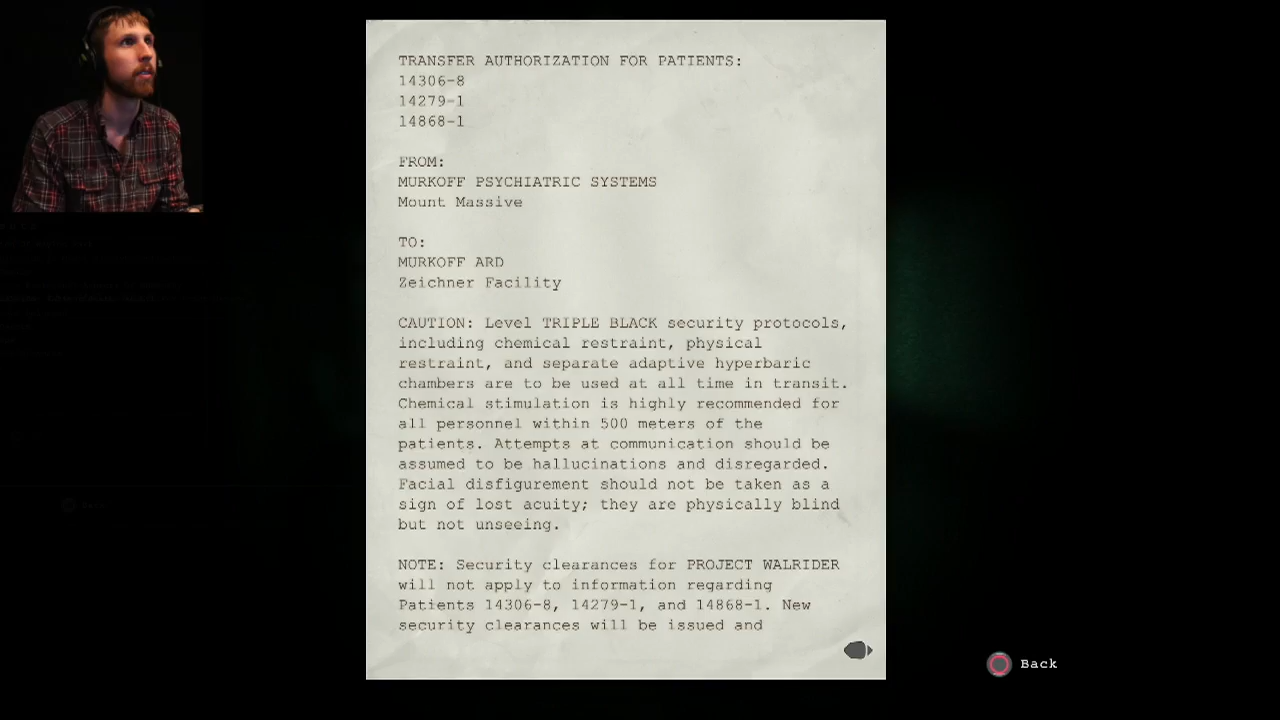 TRANSFER AUTHORIZATION FOR PATIENTS:
14306-8
14279-1
14868-1
FROM:
MURKOFF PSYCHIATRIC SYSTEMS
Mount Massive
TO:
MURKOFF ARD
Zeichner Facility
CAUTION: Level TRIPLE BLACK security protocols,
including chemical restraint, physical
restraint, and separate adaptive hyperbaric
chambers are to be used at all time in transit.
Chemical stimulation is highly recommended for
all personnel within 500 meters of the
patients. Attempts at communication should be
assumed to be hallucinations and disregarded.
Facial disfigurement should not be taken as a
sign of lost acuity; they are physically blind
but not unseeing.
NOTE: Security clearances for PROJECT WALRIDER
will not apply to information regarding
Patients 14306-8, 14279-1, and 14868-1. New
security clearances will be issued and
Back